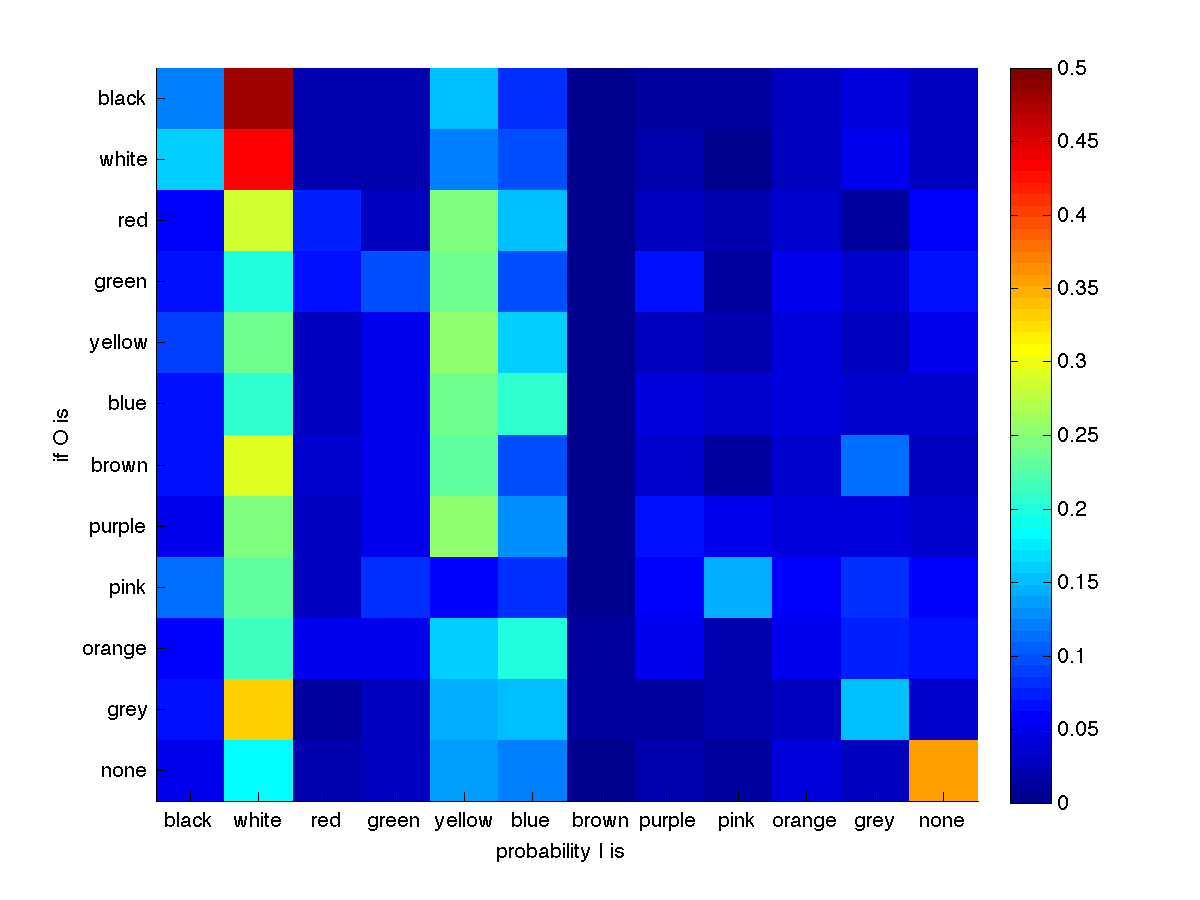 black
white
red
green
yellow
blue
brown
purple
pink
orange
grey
none
if O is
black white red green yellow blue brown purple pink orange grey none
probability I is
0.5
0.45
0.4
0.35
0.3
0.25
0.2
0.15
0.1
0.05
0